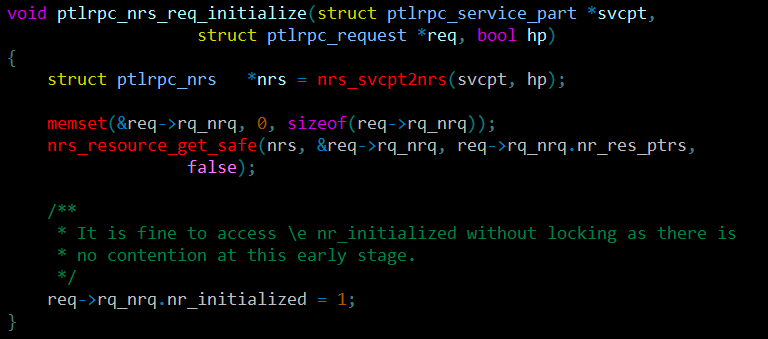 void ptlrpc_nrs_req_initialize(struct ptlrpc_service_part *svcpt,
                    struct ptlrpc_request *req, bool hp)
{
    struct ptlrpc_nrs   *nrs = nrs_svcpt2nrs(svcpt, hp);

    memset(&req->rq_nrq, 0, sizeof(req->rq_nrq));
    nrs_resource_get_safe(nrs, &req->rq_nrq, req->rq_nrq.nr_res_ptrs,
                   false);

    /**
     * It is fine to access \e nr_initialized without locking as there is
     * no contention at this early stage.
     */
    req->rq_nrq.nr_initialized = 1;
}